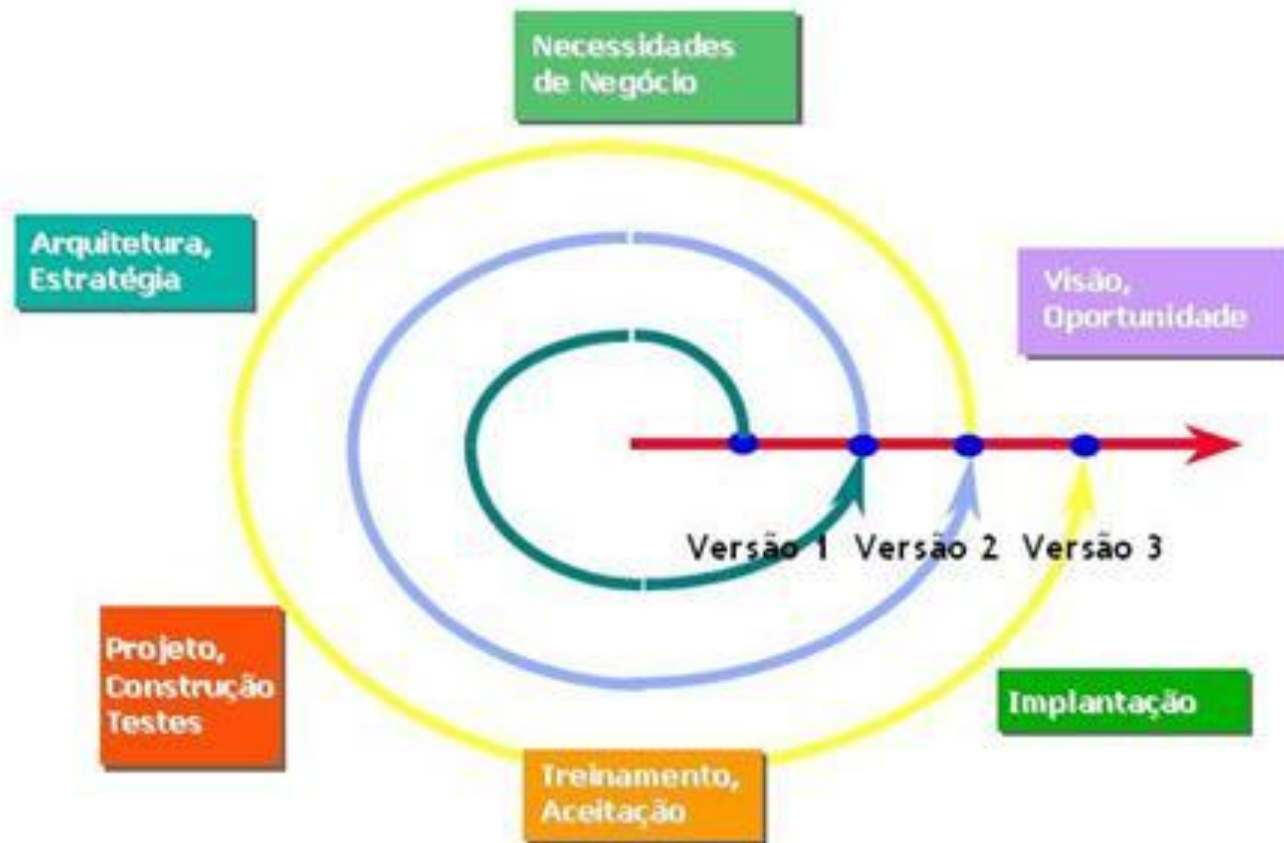 Necessidades
de Negócio
Arquitetura,
Estratégia
Visão,
Oportunidade
Versão 1 Versão 2 Versão 3
Projeto,
Construção
Testes
Implantação
Treinamento,
Aceitação